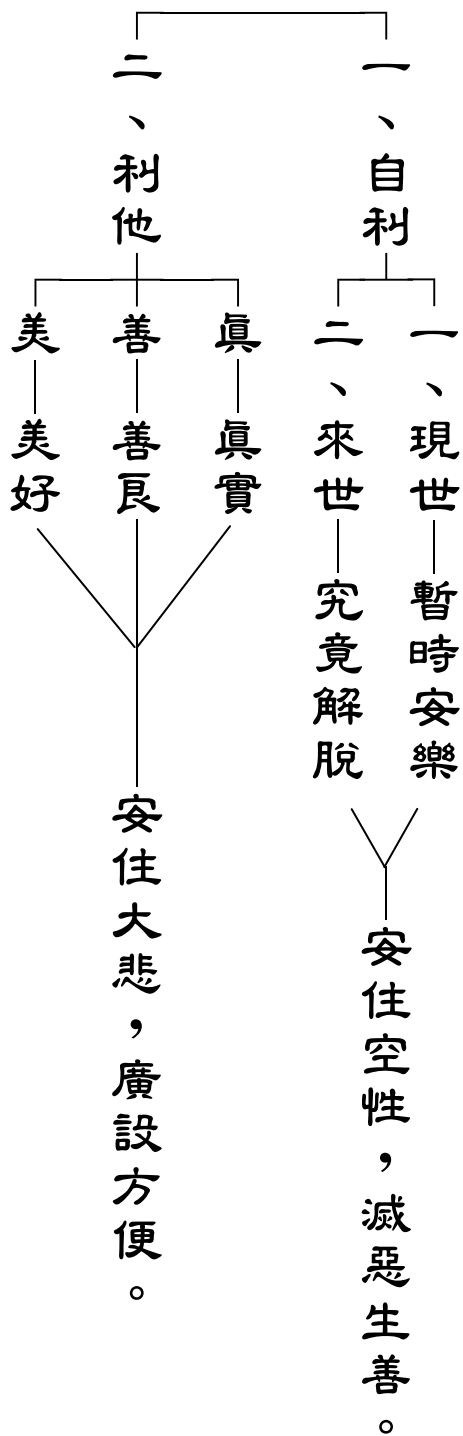 一、自利
一、現世
暫時安樂
二、來世
究竟解脫
安住空性，滅惡生善。
二、利他
眞
眞實
善
善良
美
美好
安住大悲，廣設方便。